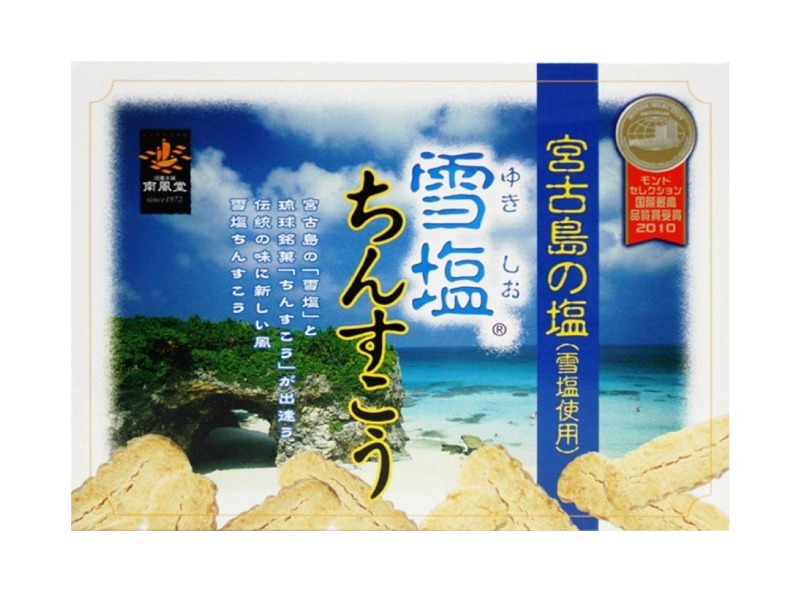 宮古島の塩(雪塩使用)
雪塩®
ゆき しお
ちんすこう
宮古島の「雪塩」と
琉球銘菓「ちんすこう」が出逢う
伝統の味に新しい風
雪塩ちんすこう
南風堂
since1972
モンド
セレクション
国際最高
品質賞受賞
2010